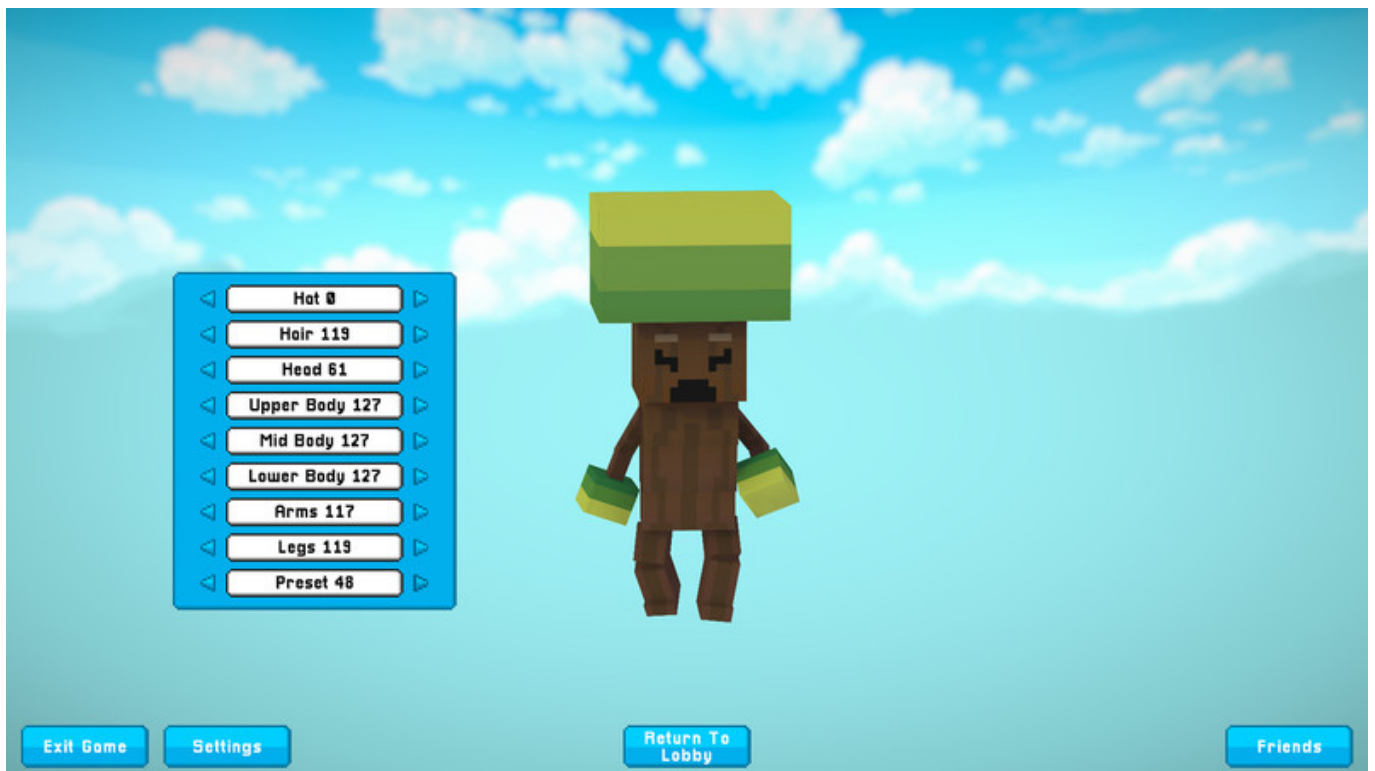 Hat 0
Hair 119
Head 61
Upper Body 127
Mid Body 127
Lower Body 127
Arms 117
Legs 119
Preset 48
Exit Game
Settings
Return To
Lobby
Friends